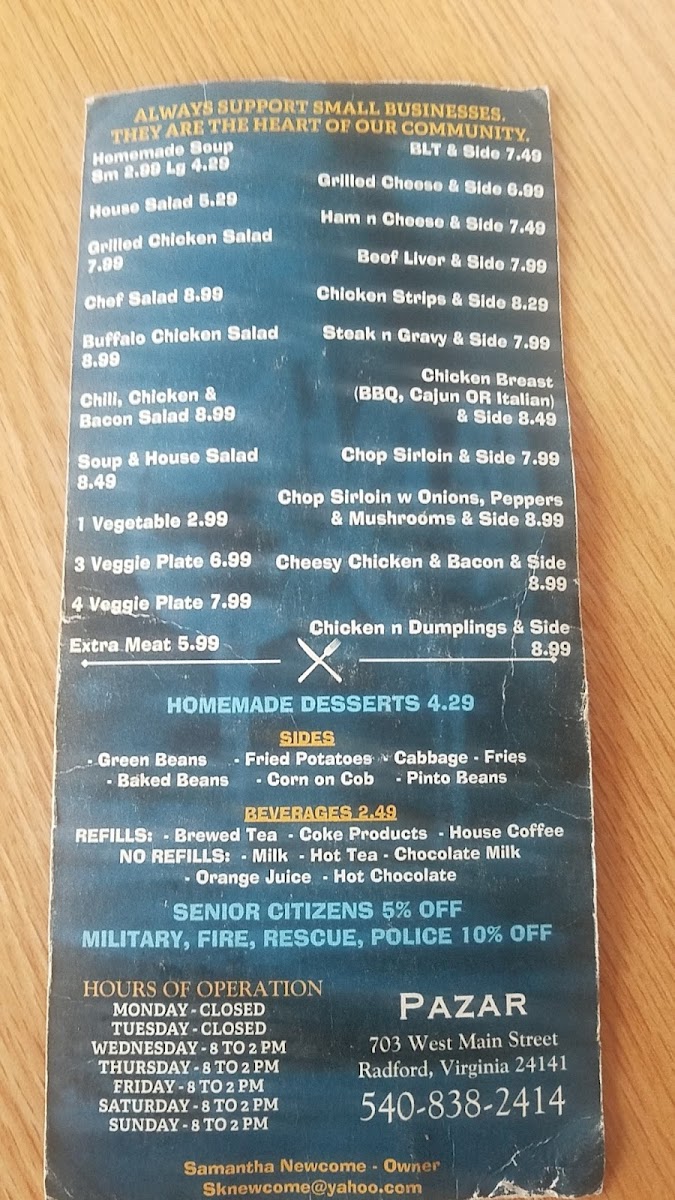 ALWAYS SUPPORT SMALL BUSINESSES.
THEY ARE THE HEART OF OUR COMMUNITY.
Homemade Soup
Sm 2.99 Lg 4.29
House Salad 5.29
Grilled Chicken Salad
7.99
Chef Salad 8.99
Buffalo Chicken Salad
8.99
Chili, Chicken &
Bacon Salad 8.99
Soup & House Salad
8.49
1 Vegetable 2.99
3 Veggie Plate 6.99
4 Veggie Plate 7.99
Extra Meat 5.99
BLT & Side 7.49
Grilled Cheese & Side 6.99
Ham n Cheese & Side 7.49
Beef Liver & Side 7.99
Chicken Strips & Side 8.29
Steak n Gravy & Side 7.99
Chicken Breast
(BBQ, Cajun OR Italian)
& Side 8.49
Chop Sirloin & Side 7.99
Chop Sirloin w Onions, Peppers
& Mushrooms & Side 8.99
Cheesy Chicken & Bacon & Side
8.99
Chicken n Dumplings & Side
8.99
HOMEMADE DESSERTS 4.29
SIDES
- Green Beans - Fried Potatoes - Cabbage - Fries
- Baked Beans - Corn on Cob - Pinto Beans
BEVERAGES 2.49
REFILLS: - Brewed Tea - Coke Products - House Coffee
NO REFILLS: - Milk - Hot Tea - Chocolate Milk
- Orange Juice - Hot Chocolate
SENIOR CITIZENS 5% OFF
MILITARY, FIRE, RESCUE, POLICE 10% OFF
HOURS OF OPERATION
MONDAY - CLOSED
TUESDAY - CLOSED
WEDNESDAY - 8 TO 2 PM
THURSDAY - 8 TO 2 PM
FRIDAY - 8 TO 2 PM
SATURDAY - 8 TO 2 PM
SUNDAY - 8 TO 2 PM
PAZAR
703 West Main Street
Radford, Virginia 24141
540-838-2414
Samantha Newcome - Owner
Sknewcome@yahoo.com